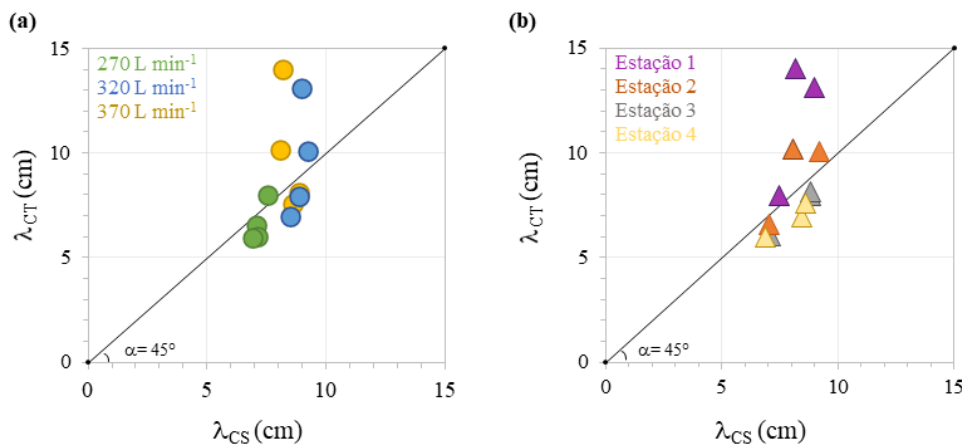 (a)
15
10
5
0
λCT (cm)
270 L min⁻¹
320 L min⁻¹
370 L min⁻¹
α= 45º
0
5
10
15
λCS (cm)
(b)
15
10
5
0
λCT (cm)
Estação 1
Estação 2
Estação 3
Estação 4
α= 45º
0
5
10
15
λCS (cm)